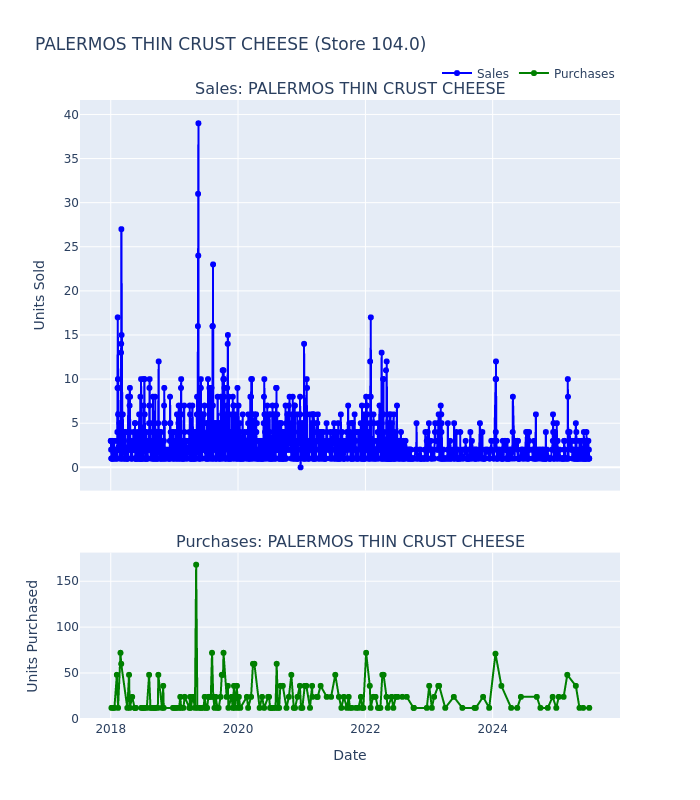 PALERMOS THIN CRUST CHEESE (Store 104.0)
Sales
Purchases
Sales: PALERMOS THIN CRUST CHEESE
40
35
30
25
20
15
10
5
0
Units Sold
Purchases: PALERMOS THIN CRUST CHEESE
150
100
50
0
Units Purchased
2018
2020
2022
2024
Date